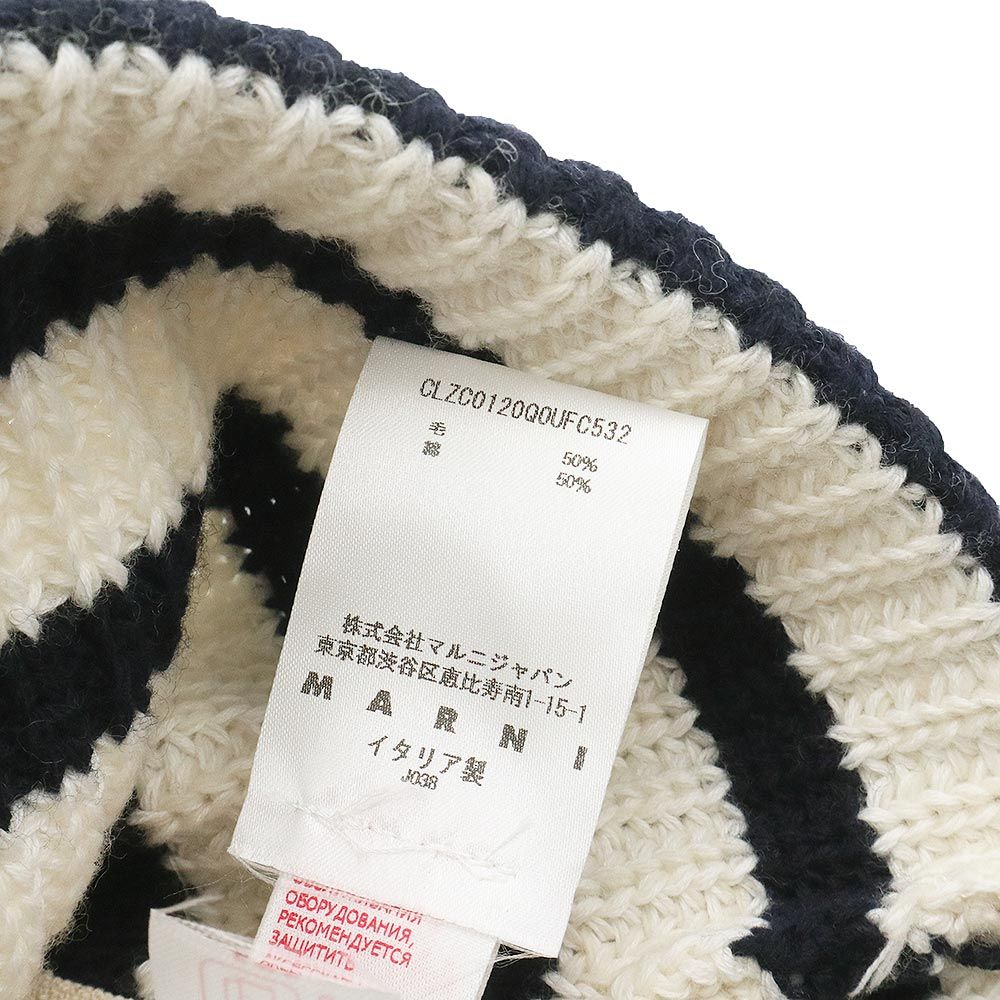 CLZC0120Q0UFC532
毛 50%
綿 50%
株式会社マルニジャパン
東京都渋谷区恵比寿南1-15-1
MARNI
イタリア製
J038
ОБОРУДОВАНИЯ
РЕКОМЕНДУЕТСЯ
ЗАЩИТИТЬ